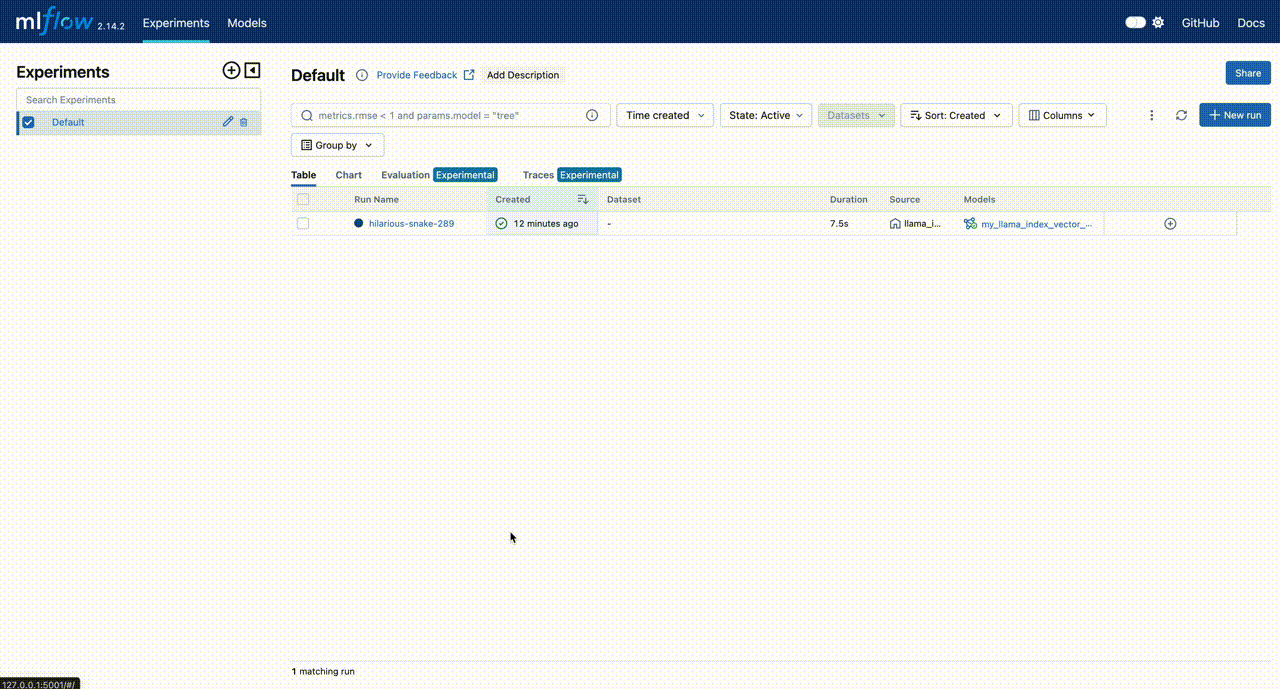 mlflow 2.14.2 Experiments Models GitHub Docs
Experiments
Search Experiments
Default
Default Provide Feedback Add Description Share
metrics.rmse < 1 and params.model = "tree" Time created State: Active Datasets Sort: Created Columns New run
Group by
Table Chart Evaluation Experimental Traces Experimental
Run Name Created Dataset Duration Source Models
hilarious-snake-289 12 minutes ago - 7.5s llama_i... my_llama_index_vector_...
1 matching run
127.0.0.1:5001/#/